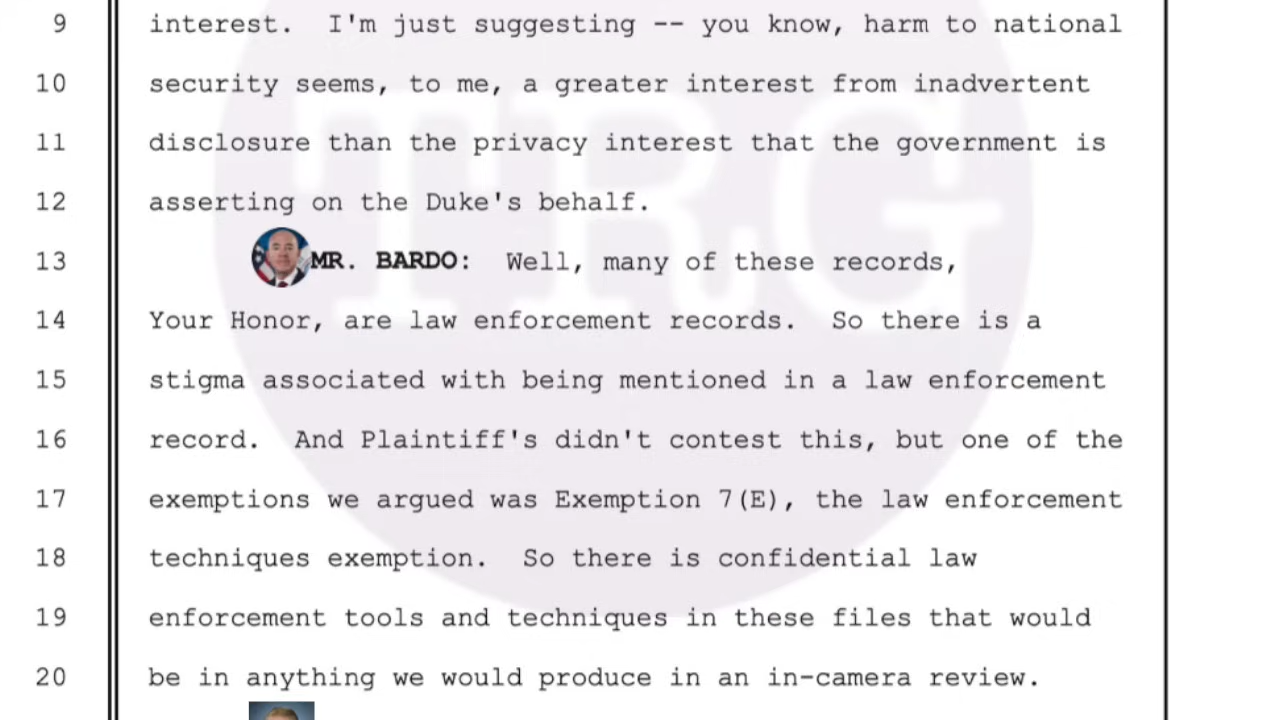 9 interest. I'm just suggesting -- you know, harm to national
10 security seems, to me, a greater interest from inadvertent
11 disclosure than the privacy interest that the government is
12 asserting on the Duke's behalf.
13 MR. BARDO: Well, many of these records,
14 Your Honor, are law enforcement records. So there is a
15 stigma associated with being mentioned in a law enforcement
16 record. And Plaintiff's didn't contest this, but one of the
17 exemptions we argued was Exemption 7(E), the law enforcement
18 techniques exemption. So there is confidential law
19 enforcement tools and techniques in these files that would
20 be in anything we would produce in an in-camera review.
TRG